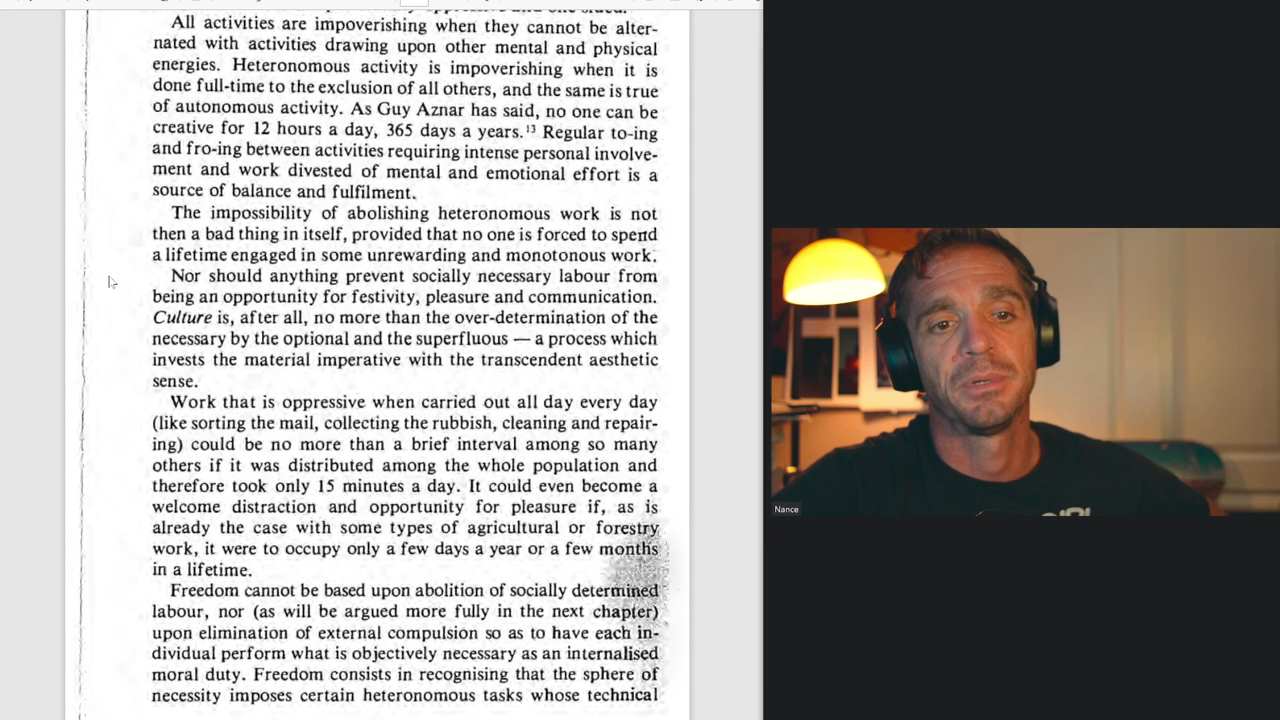 All activities are impoverishing when they cannot be alter-
nated with activities drawing upon other mental and physical
energies. Heteronomous activity is impoverishing when it is
done full-time to the exclusion of all others, and the same is true
of autonomous activity. As Guy Aznar has said, no one can be
creative for 12 hours a day, 365 days a years.¹³ Regular to-ing
and fro-ing between activities requiring intense personal involve-
ment and work divested of mental and emotional effort is a
source of balance and fulfilment.
The impossibility of abolishing heteronomous work is not
then a bad thing in itself, provided that no one is forced to spend
a lifetime engaged in some unrewarding and monotonous work.
Nor should anything prevent socially necessary labour from
being an opportunity for festivity, pleasure and communication.
Culture is, after all, no more than the over-determination of the
necessary by the optional and the superfluous — a process which
invests the material imperative with the transcendent aesthetic
sense.
Work that is oppressive when carried out all day every day
(like sorting the mail, collecting the rubbish, cleaning and repair-
ing) could be no more than a brief interval among so many
others if it was distributed among the whole population and
therefore took only 15 minutes a day. It could even become a
welcome distraction and opportunity for pleasure if, as is
already the case with some types of agricultural or forestry
work, it were to occupy only a few days a year or a few months
in a lifetime.
Freedom cannot be based upon abolition of socially determined
labour, nor (as will be argued more fully in the next chapter)
upon elimination of external compulsion so as to have each in-
dividual perform what is objectively necessary as an internalised
moral duty. Freedom consists in recognising that the sphere of
necessity imposes certain heteronomous tasks whose technical
Nance